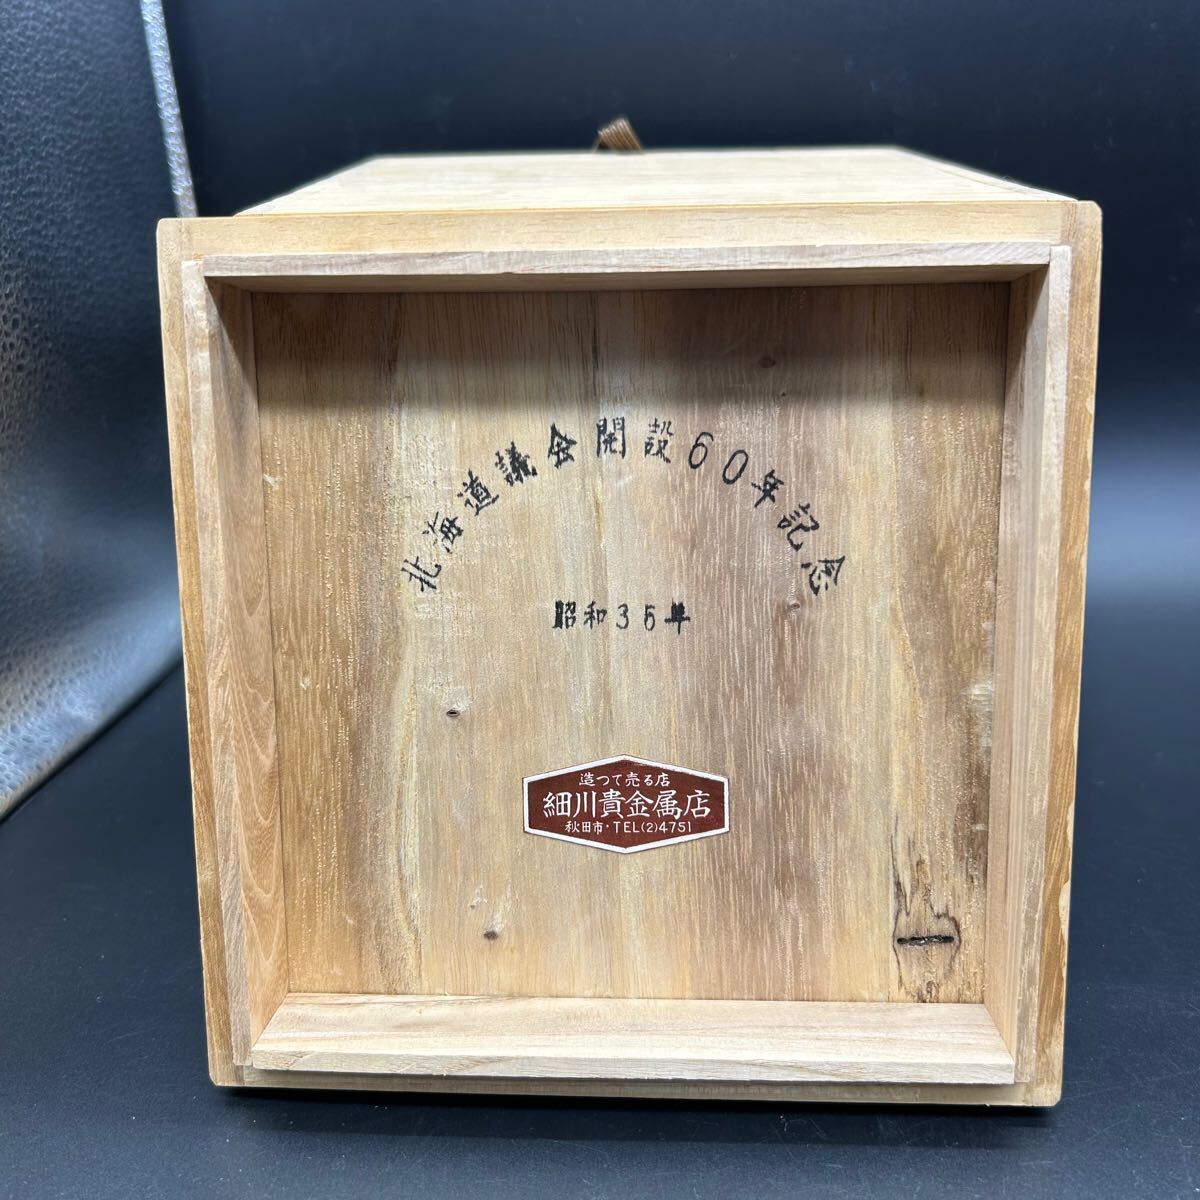 北海道議会開設60年記念
昭和35年
造つて売る店
細川貴金属店
秋田市・TEL(2)4751